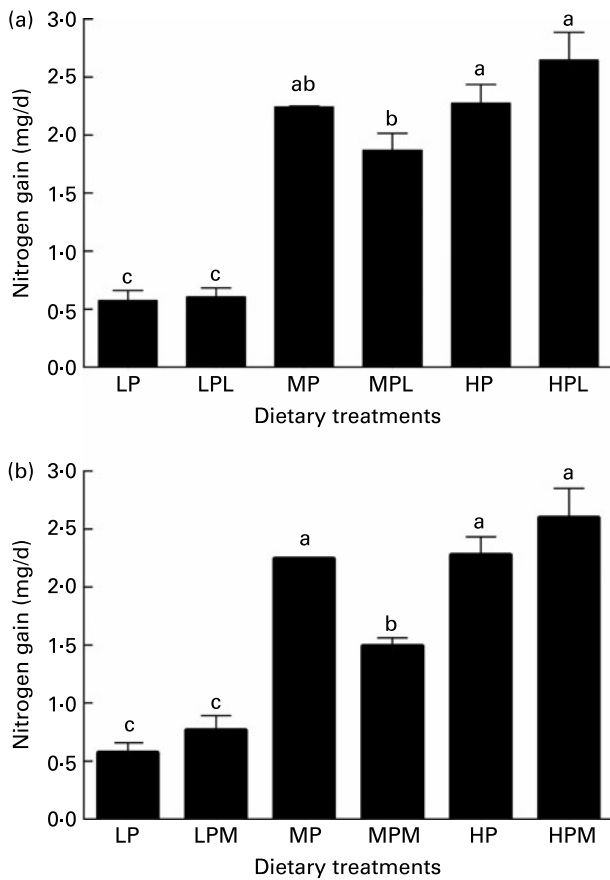 (a)
3·0
2·5
2·0
1·5
1·0
0·5
0·0
Nitrogen gain (mg/d)
c c ab b a a
LP LPL MP MPL HP HPL
Dietary treatments
(b)
3·0
2·5
2·0
1·5
1·0
0·5
0·0
Nitrogen gain (mg/d)
c c a b a a
LP LPM MP MPM HP HPM
Dietary treatments